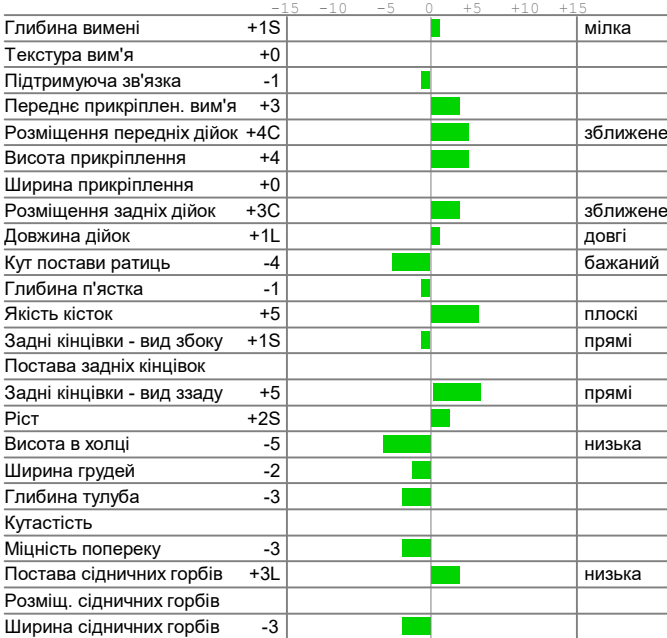 -15 -10 -5 0 +5 +10 +15
Глибина вимені +1S мілка
Текстура вим'я +0
Підтримуюча зв'язка -1
Переднє прикріплен. вим'я +3
Розміщення передніх дійок +4C зближене
Висота прикріплення +4
Ширина прикріплення +0
Розміщення задніх дійок +3C зближене
Довжина дійок +1L довгі
Кут постави ратиць -4 бажаний
Глибина п'ястка -1
Якість кісток +5 плоскі
Задні кінцівки - вид збоку +1S прямі
Постава задніх кінцівок
Задні кінцівки - вид ззаду +5 прямі
Ріст +2S
Висота в холці -5 низька
Ширина грудей -2
Глибина тулуба -3
Кутастість
Міцність попереку -3
Постава сідничних горбів +3L низька
Розміщ. сідничних горбів
Ширина сідничних горбів -3